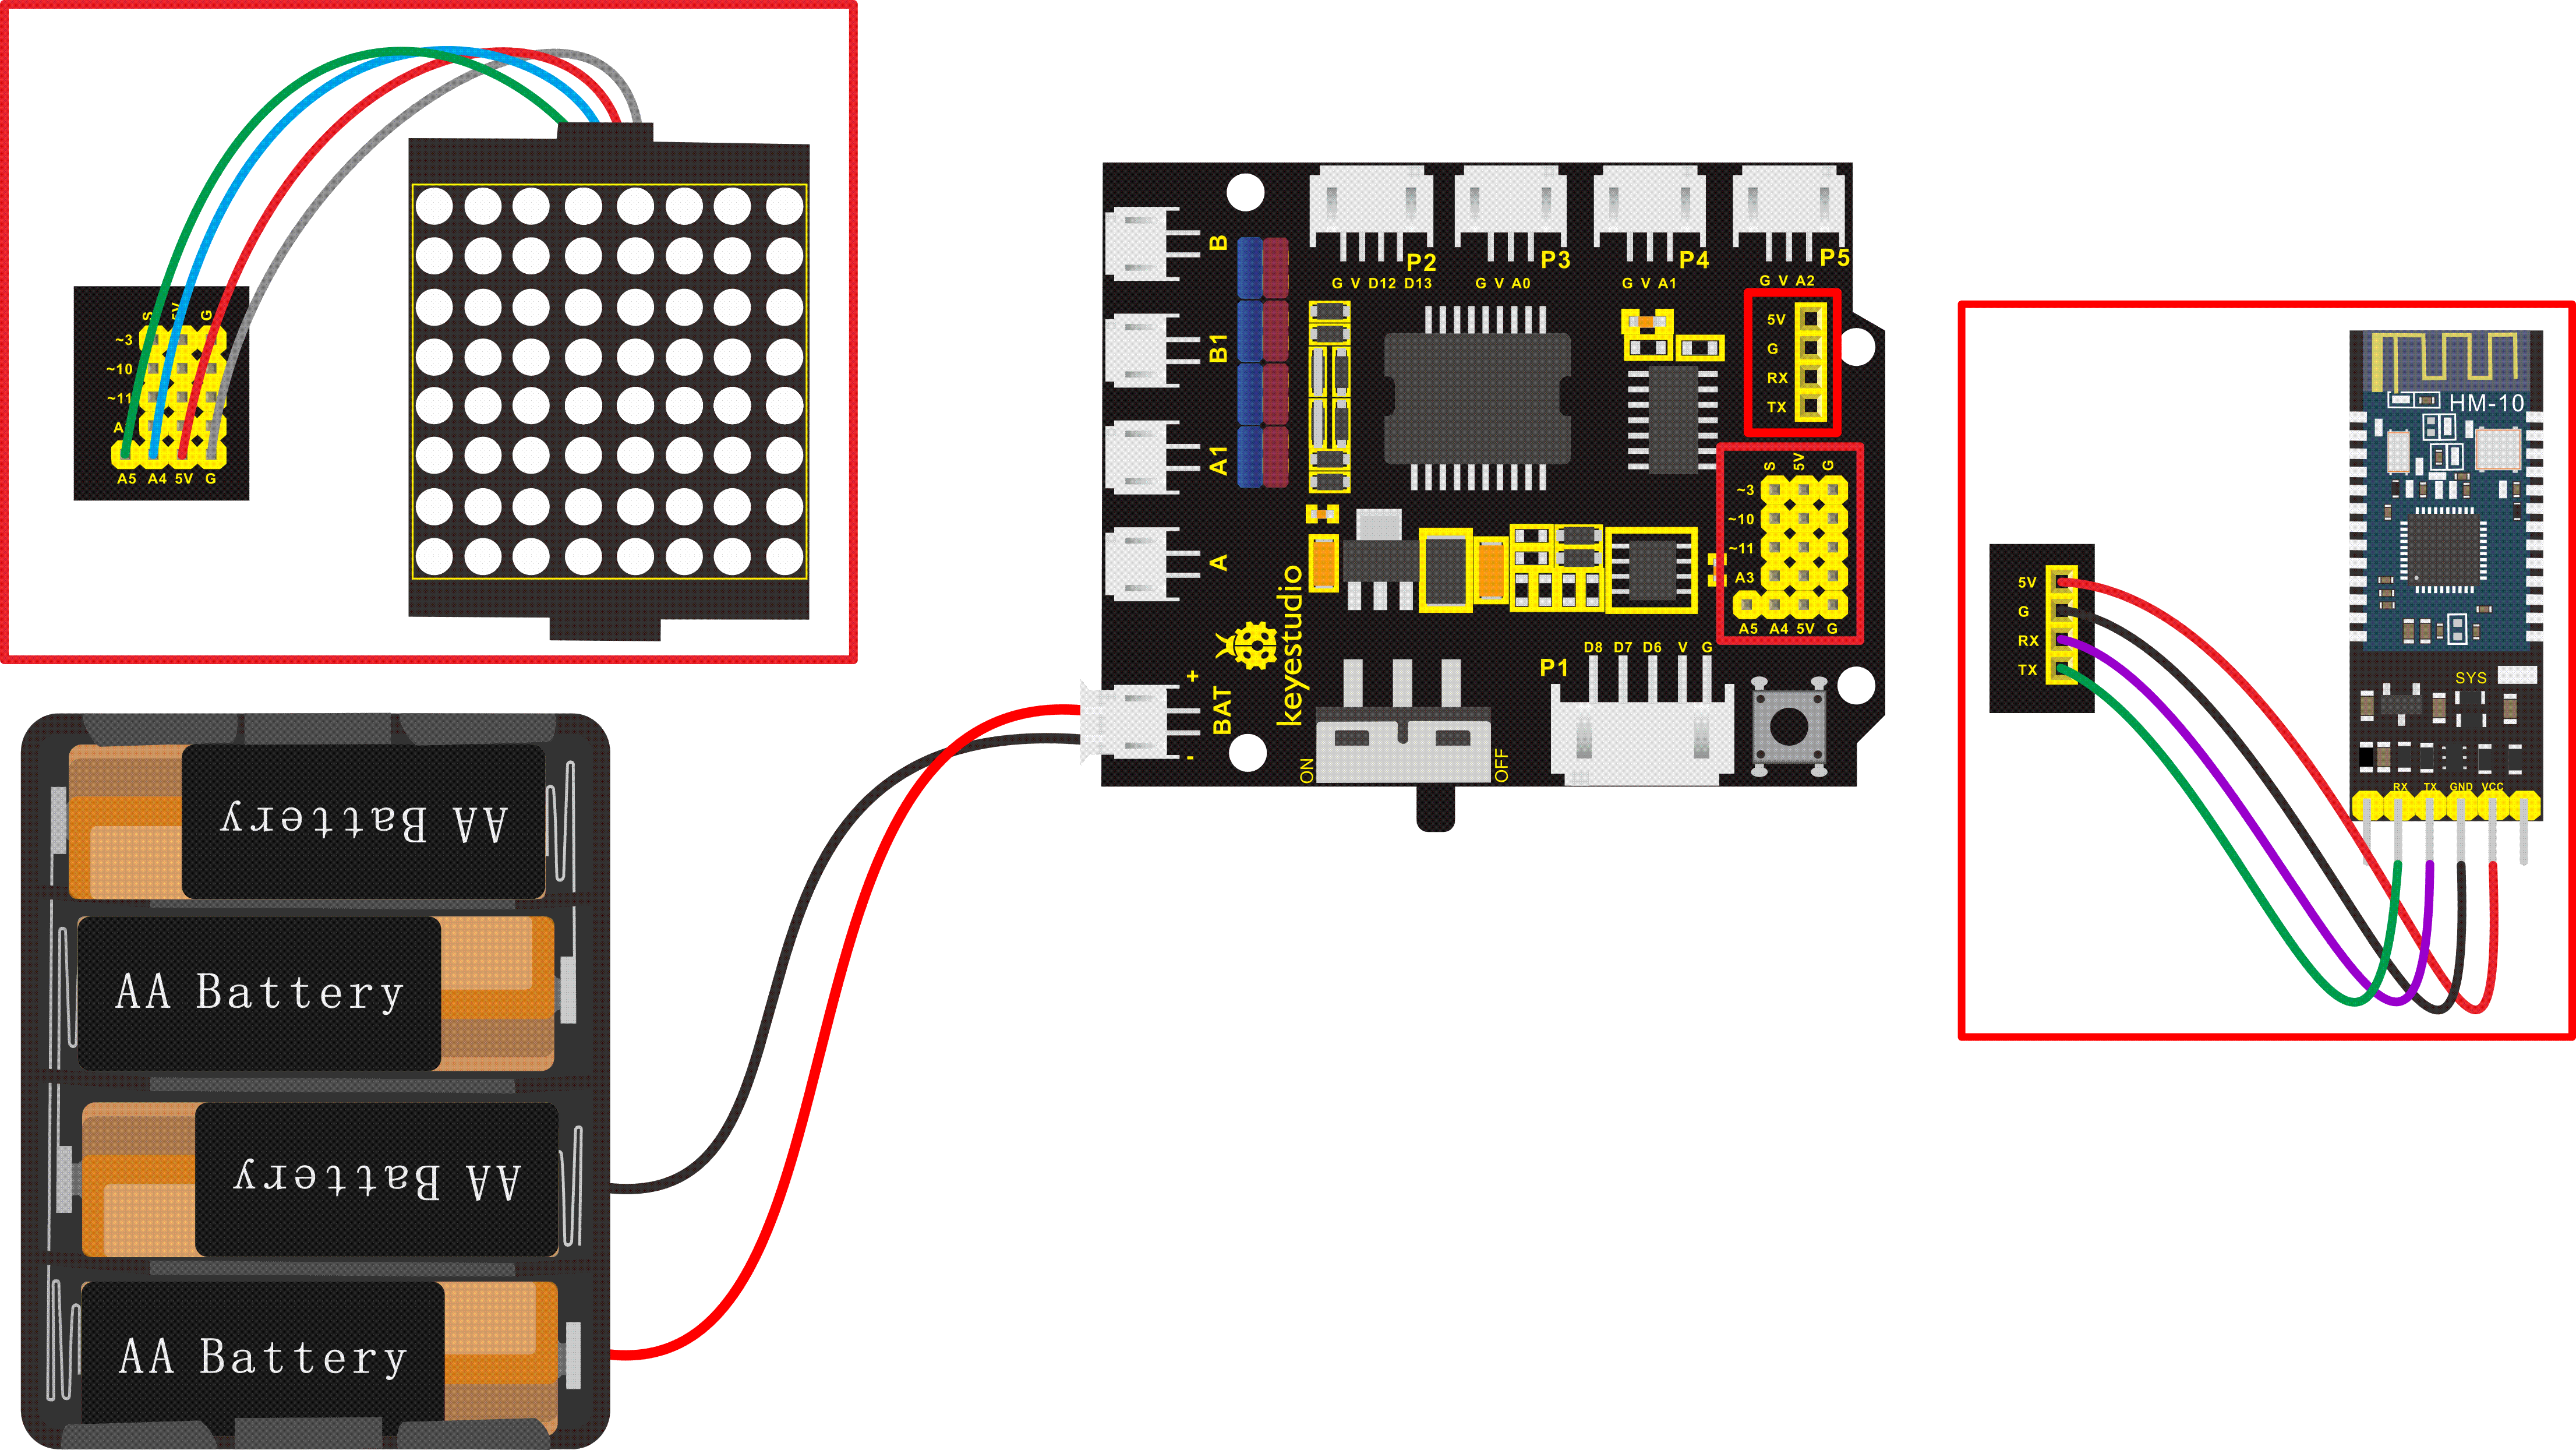 S 5V G
~3
~10
~11
A
A5 A4 5V G
AA Battery
AA Battery
AA Battery
AA Battery
B
B1
A1
A
+
BAT
-
keyestudio
P2
G V D12 D13
P3
G V A0
P4
G V A1
P5
G V A2
5V
G
RX
TX
S 5V G
~3
~10
~11
A3
A5 A4 5V G
D8 D7 D6 V G
P1
ON
OFF
5V
G
RX
TX
HM-10
SYS
RX TX GND VCC